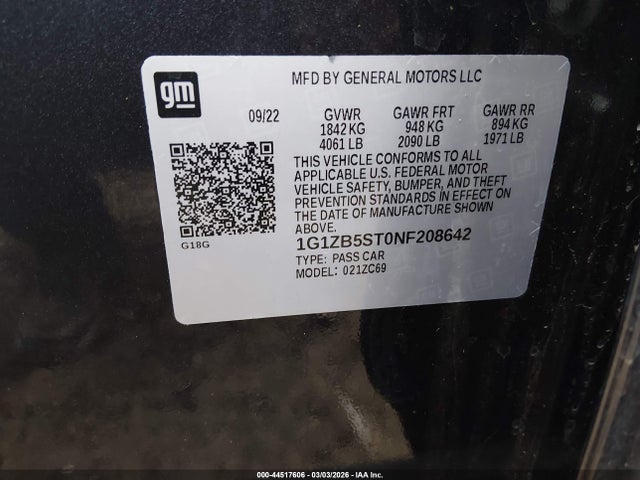 gm
MFD BY GENERAL MOTORS LLC
09/22 GVWR GAWR FRT GAWR RR
1842 KG 948 KG 894 KG
4061 LB 2090 LB 1971 LB
THIS VEHICLE CONFORMS TO ALL
APPLICABLE U.S. FEDERAL MOTOR
VEHICLE SAFETY, BUMPER, AND THEFT
PREVENTION STANDARDS IN EFFECT ON
THE DATE OF MANUFACTURE SHOWN
ABOVE.
G18G
1G1ZB5ST0NF208642
TYPE: PASS CAR
MODEL: 021ZC69
000-44517606 - 03/03/2026 - IAA Inc.